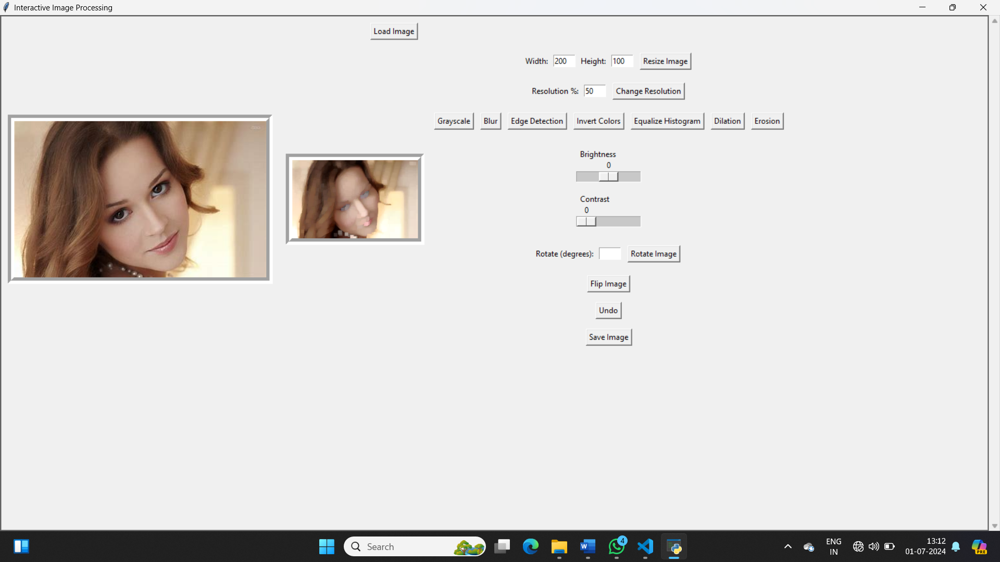 Interactive Image Processing
Load Image
Width: 200 Height: 100 Resize Image
Resolution %: 50 Change Resolution
Grayscale Blur Edge Detection Invert Colors Equalize Histogram Dilation Erosion
Brightness
0
Contrast
0
Rotate (degrees): Rotate Image
Flip Image
Undo
Save Image
Search
4
ENG
IN
13:12
01-07-2024
PRE